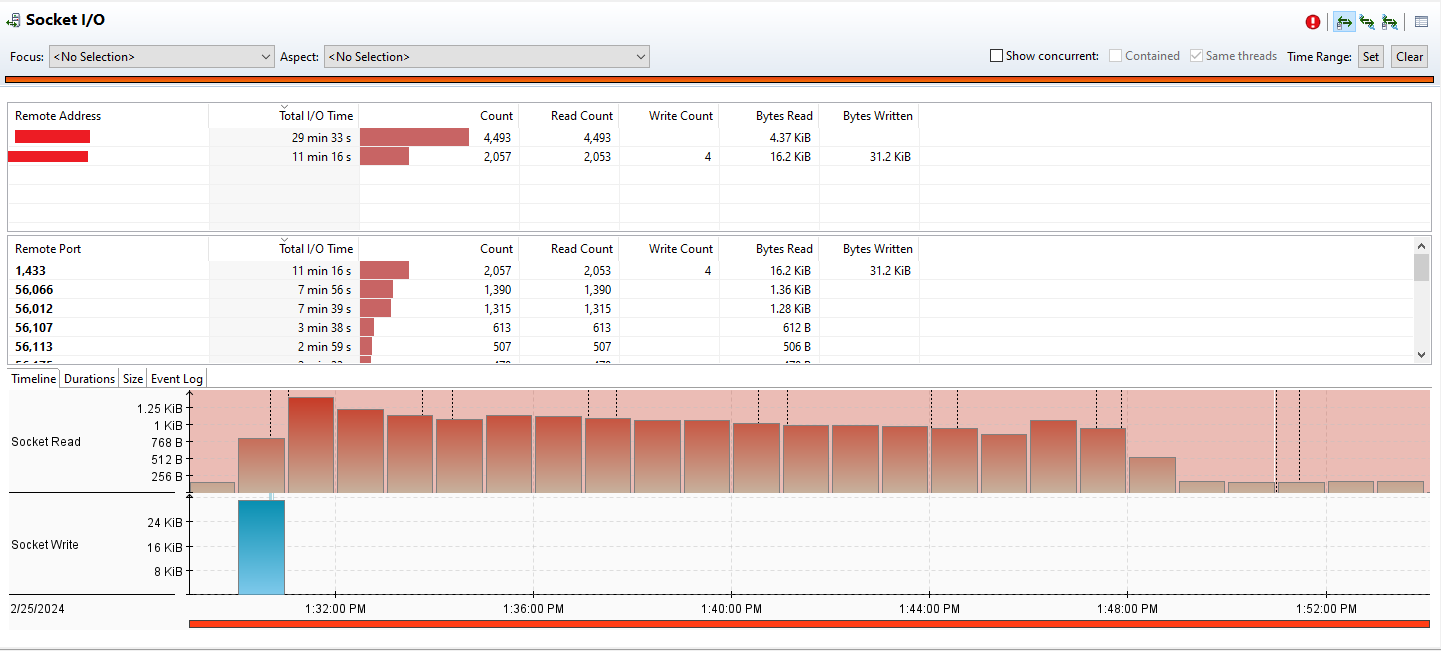 Socket I/O
Focus: <No Selection> Aspect: <No Selection> Show concurrent: Contained Same threads Time Range: Set Clear
Remote Address Total I/O Time Count Read Count Write Count Bytes Read Bytes Written
29 min 33 s 4,493 4,493 4.37 KiB
11 min 16 s 2,057 2,053 4 16.2 KiB 31.2 KiB
Remote Port Total I/O Time Count Read Count Write Count Bytes Read Bytes Written
1,433 11 min 16 s 2,057 2,053 4 16.2 KiB 31.2 KiB
56,066 7 min 56 s 1,390 1,390 1.36 KiB
56,012 7 min 39 s 1,315 1,315 1.28 KiB
56,107 3 min 38 s 613 613 612 B
56,113 2 min 59 s 507 507 506 B
Timeline Durations Size Event Log
1.25 KiB
1 KiB
Socket Read 768 B
512 B
256 B
24 KiB
Socket Write 16 KiB
8 KiB
2/25/2024 1:32:00 PM 1:36:00 PM 1:40:00 PM 1:44:00 PM 1:48:00 PM 1:52:00 PM